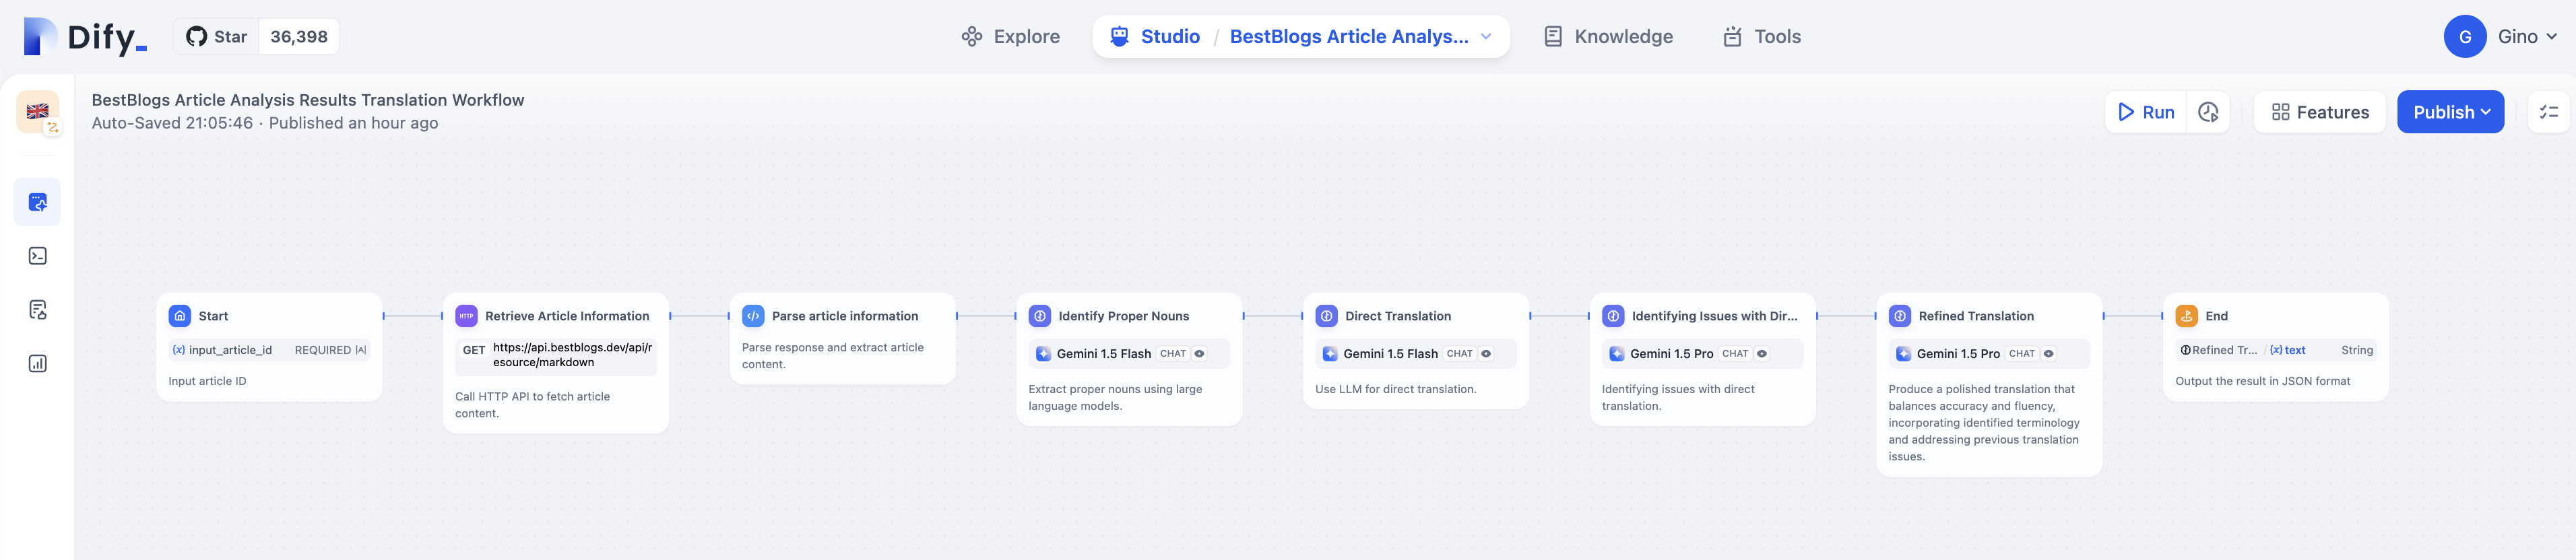 Dify_
Star 36,398
Explore
Studio / BestBlogs Article Analys...
Knowledge
Tools
G Gino
BestBlogs Article Analysis Results Translation Workflow
Auto-Saved 21:05:46 · Published an hour ago
Run
Features
Publish
Start
{x} input_article_id REQUIRED
Input article ID
HTTP Retrieve Article Information
GET https://api.bestblogs.dev/api/r
esource/markdown
Call HTTP API to fetch article
content.
Parse article information
Parse response and extract article
content.
Identify Proper Nouns
Gemini 1.5 Flash CHAT
Extract proper nouns using large
language models.
Direct Translation
Gemini 1.5 Flash CHAT
Use LLM for direct translation.
Identifying Issues with Dir...
Gemini 1.5 Pro CHAT
Identifying issues with direct
translation.
Refined Translation
Gemini 1.5 Pro CHAT
Produce a polished translation that
balances accuracy and fluency,
incorporating identified terminology
and addressing previous translation
issues.
End
Refined Tr... / {x} text String
Output the result in JSON format